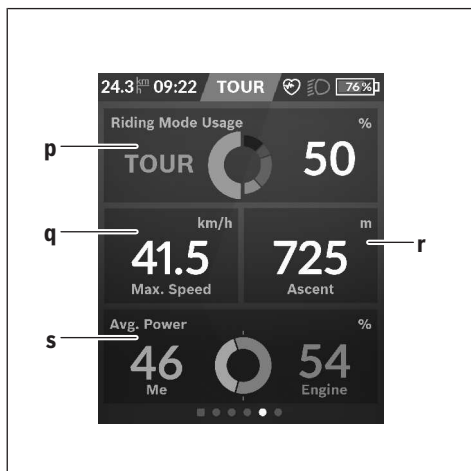 24.3 km/h 09:22 TOUR 76 %
Riding Mode Usage %
p
TOUR 50
q
km/h
41.5
Max. Speed
m
725
Ascent
r
Avg. Power %
s
46
Me
54
Engine